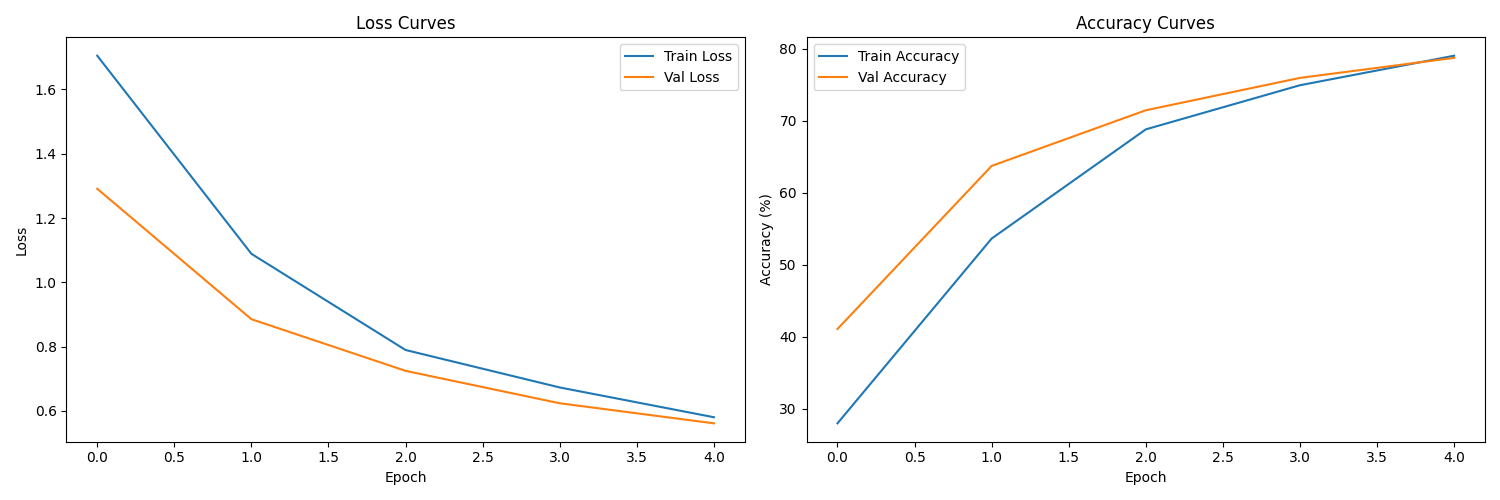 Loss Curves
Train Loss
Val Loss
1.6
1.4
1.2
1.0
0.8
0.6
Loss
0.0 0.5 1.0 1.5 2.0 2.5 3.0 3.5 4.0
Epoch
Accuracy Curves
Train Accuracy
Val Accuracy
80
70
60
50
40
30
Accuracy (%)
0.0 0.5 1.0 1.5 2.0 2.5 3.0 3.5 4.0
Epoch